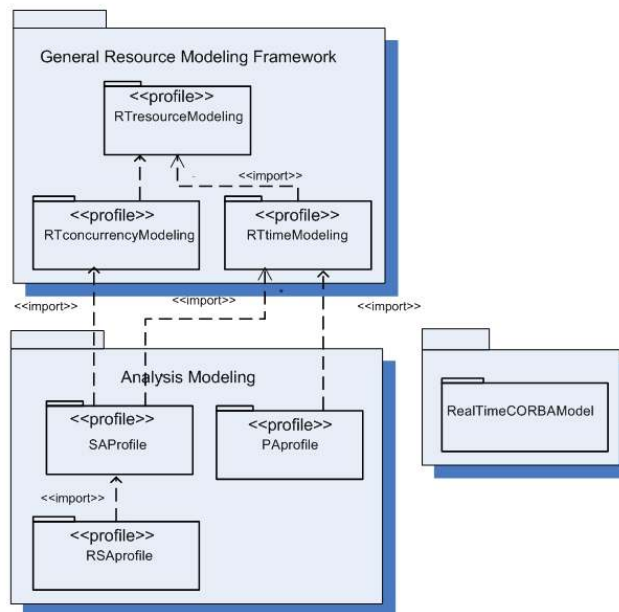 General Resource Modeling Framework
<<profile>>
RTresourceModeling
<<import>>
<<profile>>
RTconcurrencyModeling
<<profile>>
RTtimeModeling
<<import>>
<<import>>
<<import>>
Analysis Modeling
<<profile>>
SAProfile
<<profile>>
PAprofile
<<import>>
<<profile>>
RSAprofile
RealTimeCORBAModel